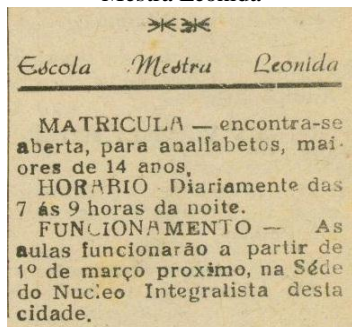 Escola Mestra Leonida
MATRICULA — encontra-se
aberta, para analfabetos, mai-
ores de 14 anos,
HORARIO Diariamente das
7 ás 9 horas da noite.
FUNCIONAMENTO — As
aulas funcionarão a partir de
1º de março proximo, na Séde
do Nucleo Integralista desta
cidade.